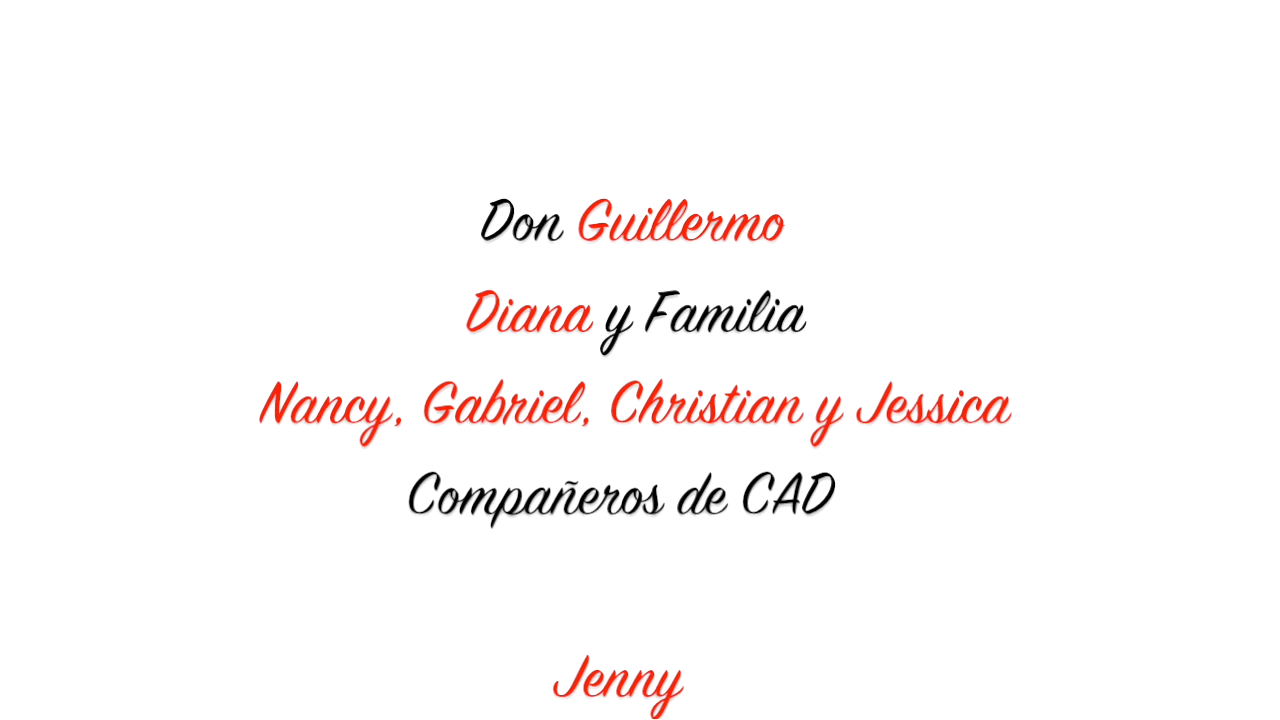 Don Guillermo
Diana y Familia
Nancy, Gabriel, Christian y Jessica
Compañeros de CAD
Jenny